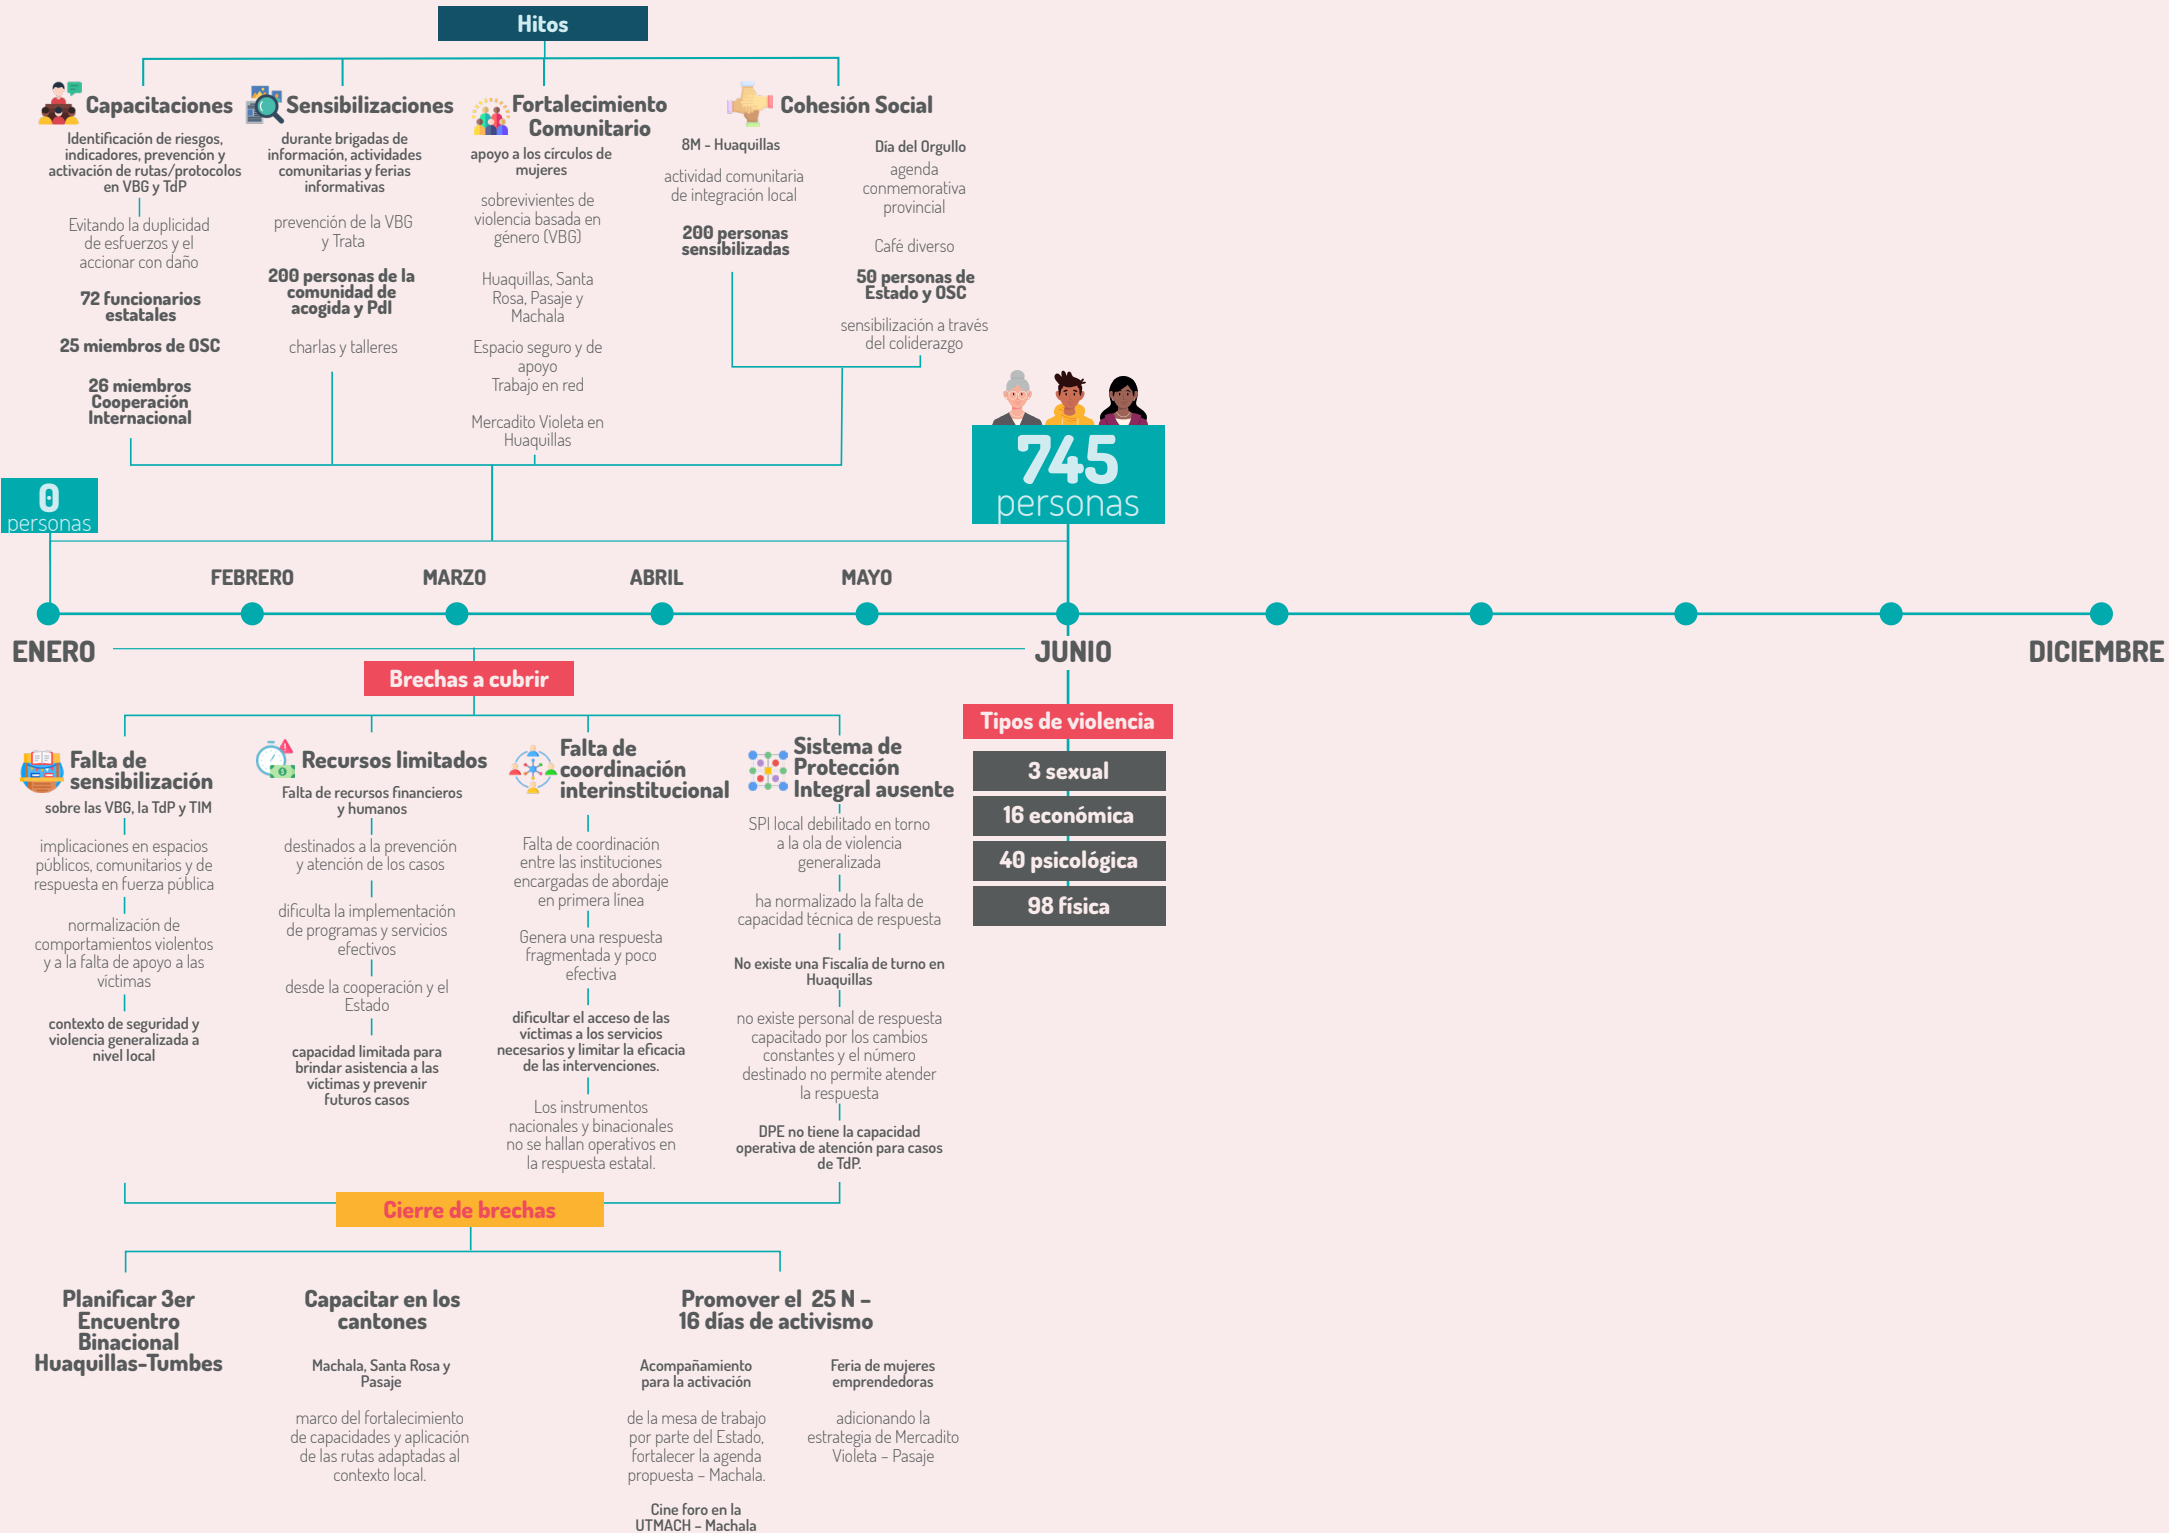 Hitos
Capacitaciones
Identificación de riesgos,
indicadores, prevención y
activación de rutas/protocolos
en VBG y TdP
Evitando la duplicidad
de esfuerzos y el
accionar con daño
72 funcionarios
estatales
25 miembros de OSC
26 miembros
Cooperación
Internacional
Sensibilizaciones
durante brigadas de
información, actividades
comunitarias y ferias
informativas
prevención de la VBG
y Trata
200 personas de la
comunidad de
acogida y PdI
charlas y talleres
Fortalecimiento
Comunitario
apoyo a los círculos de
mujeres
sobrevivientes de
violencia basada en
género (VBG)
Huaquillas, Santa
Rosa, Pasaje y
Machala
Espacio seguro y de
apoyo
Trabajo en red
Mercadito Violeta en
Huaquillas
Cohesión Social
8M - Huaquillas
actividad comunitaria
de integración local
200 personas
sensibilizadas
Día del Orgullo
agenda
conmemorativa
provincial
Café diverso
50 personas de
Estado y OSC
sensibilización a través
del coliderazgo
0
personas
745
personas
FEBRERO
MARZO
ABRIL
MAYO
ENERO
JUNIO
DICIEMBRE
Brechas a cubrir
Falta de
sensibilización
sobre las VBG, la TdP y TIM
implicaciones en espacios
públicos, comunitarios y de
respuesta en fuerza pública
normalización de
comportamientos violentos
y a la falta de apoyo a las
víctimas
contexto de seguridad y
violencia generalizada a
nivel local
Recursos limitados
Falta de recursos financieros
y humanos
destinados a la prevención
y atención de los casos
dificulta la implementación
de programas y servicios
efectivos
desde la cooperación y el
Estado
capacidad limitada para
brindar asistencia a las
víctimas y prevenir
futuros casos
Falta de
coordinación
interinstitucional
Falta de coordinación
entre las instituciones
encargadas de abordaje
en primera línea
Genera una respuesta
fragmentada y poco
efectiva
dificultar el acceso de las
víctimas a los servicios
necesarios y limitar la eficacia
de las intervenciones.
Los instrumentos
nacionales y binacionales
no se hallan operativos en
la respuesta estatal.
Sistema de
Protección
Integral ausente
SPI local debilitado en torno
a la ola de violencia
generalizada
ha normalizado la falta de
capacidad técnica de respuesta
No existe una Fiscalía de turno en
Huaquillas
no existe personal de respuesta
capacitado por los cambios
constantes y el número
destinado no permite atender
la respuesta
DPE no tiene la capacidad
operativa de atención para casos
de TdP.
Tipos de violencia
3 sexual
16 económica
40 psicológica
98 física
Cierre de brechas
Planificar 3er
Encuentro
Binacional
Huaquillas-Tumbes
Capacitar en los
cantones
Machala, Santa Rosa y
Pasaje
marco del fortalecimiento
de capacidades y aplicación
de las rutas adaptadas al
contexto local.
Promover el 25 N –
16 días de activismo
Acompañamiento
para la activación
de la mesa de trabajo
por parte del Estado,
fortalecer la agenda
propuesta – Machala.
Cine foro en la
UTMACH – Machala
Feria de mujeres
emprendedoras
adicionando la
estrategia de Mercadito
Violeta – Pasaje